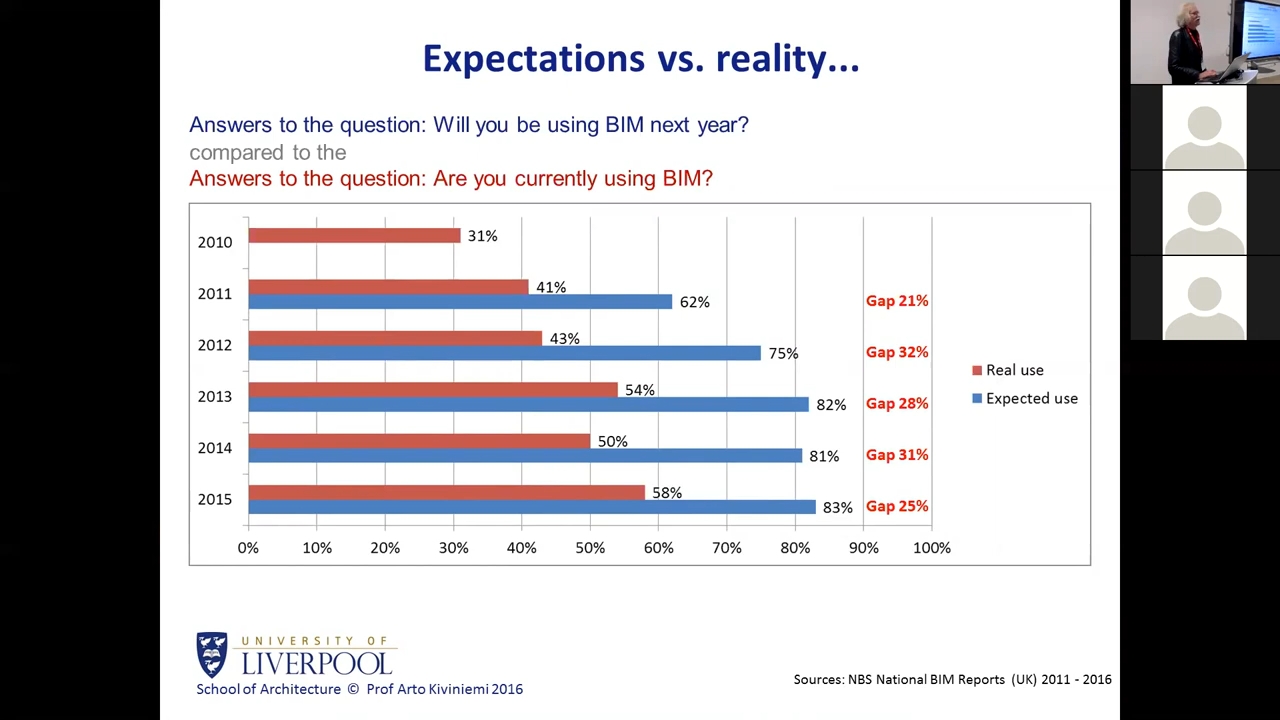 Expectations vs. reality...
Answers to the question: Will you be using BIM next year?
compared to the
Answers to the question: Are you currently using BIM?
2010 31%
2011 41% 62% Gap 21%
2012 43% 75% Gap 32%
2013 54% 82% Gap 28%
2014 50% 81% Gap 31%
2015 58% 83% Gap 25%
Real use
Expected use
0% 10% 20% 30% 40% 50% 60% 70% 80% 90% 100%
UNIVERSITY OF
LIVERPOOL
School of Architecture © Prof Arto Kiviniemi 2016
Sources: NBS National BIM Reports (UK) 2011 - 2016